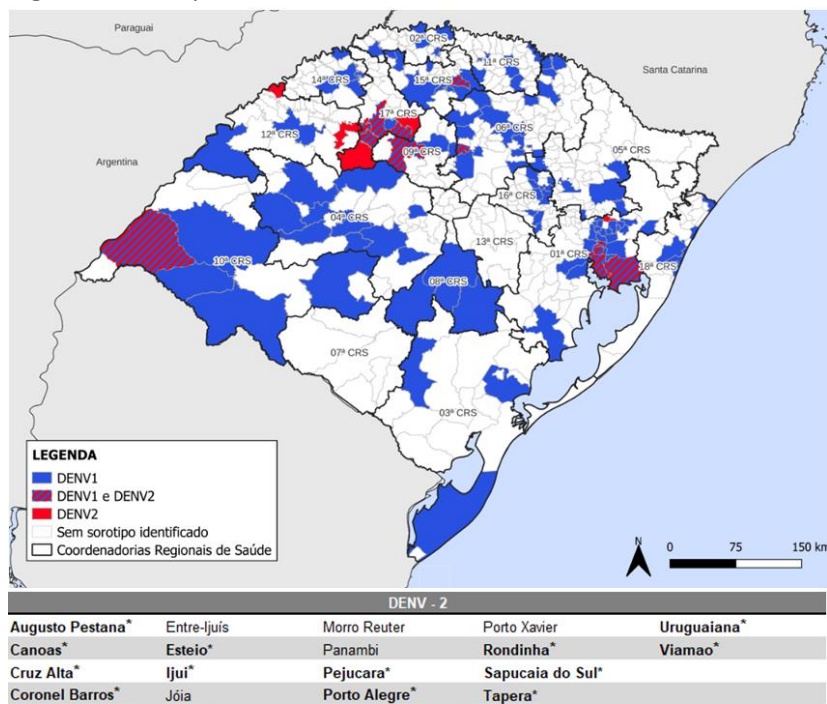 Paraguai
02ª CRS
11ª CRS
Santa Catarina
14ª CRS
15ª CRS
17ª CRS
12ª CRS
06ª CRS
05ª CRS
Argentina
09ª CRS
16ª CRS
04ª CRS
13ª CRS
01ª CRS
18ª CRS
10ª CRS
08ª CRS
07ª CRS
03ª CRS
LEGENDA
DENV1
DENV1 e DENV2
DENV2
Sem sorotipo identificado
Coordenadorias Regionais de Saúde
N
0 75 150 km
DENV - 2
Augusto Pestana* Entre-Ijuís Morro Reuter Porto Xavier Uruguaiana*
Canoas* Esteio* Panambi Rondinha* Viamao*
Cruz Alta* Ijui* Pejucara* Sapucaia do Sul*
Coronel Barros* Jóia Porto Alegre* Tapera*